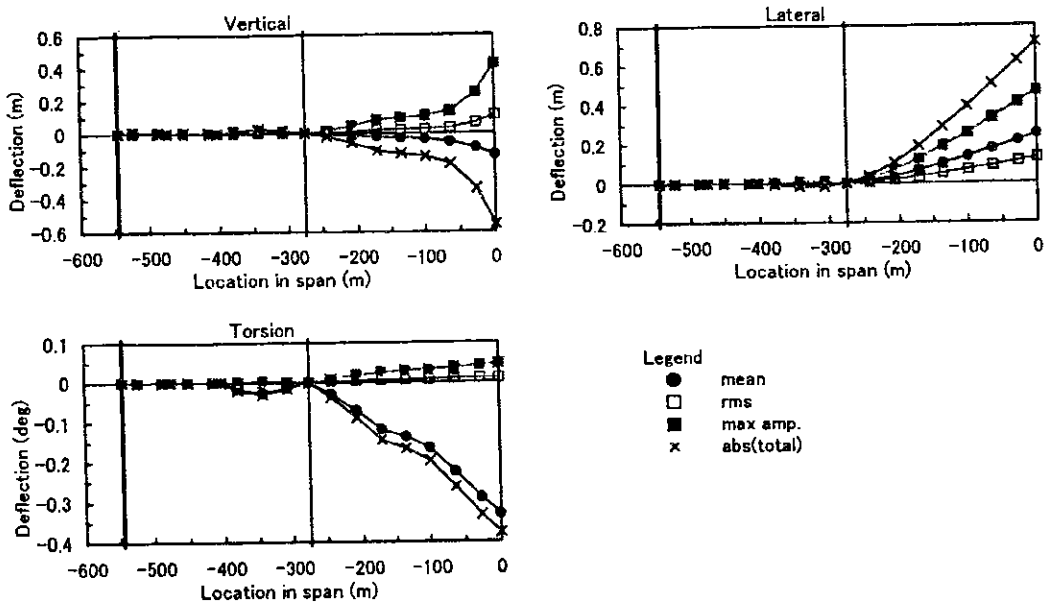 Vertical
0.6
0.4
0.2
0
-0.2
-0.4
-0.6
Deflection (m)
-600 -500 -400 -300 -200 -100 0
Location in span (m)
Lateral
0.8
0.6
0.4
0.2
0
-0.2
Deflection (m)
-600 -500 -400 -300 -200 -100 0
Location in span (m)
Torsion
0.1
0
-0.1
-0.2
-0.3
-0.4
Deflection (deg)
-600 -500 -400 -300 -200 -100 0
Location in span (m)
Legend
mean
rms
max amp.
abs(total)